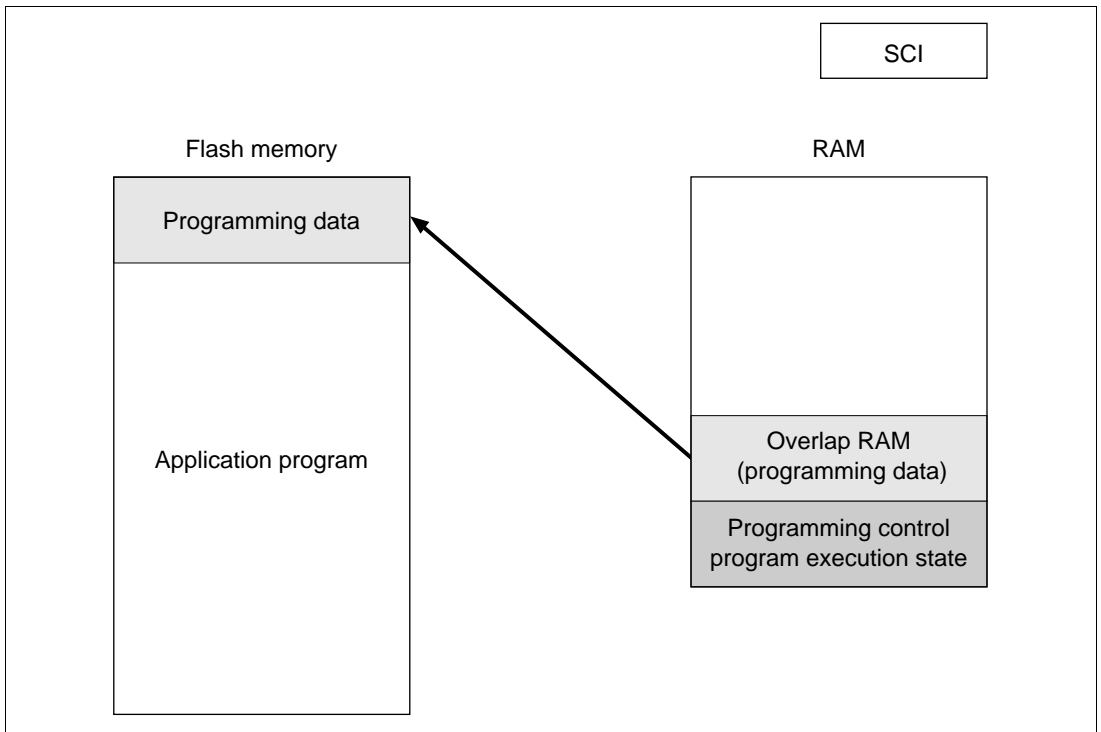 SCI
Flash memory
RAM
Programming data
Application program
Overlap RAM
(programming data)
Programming control
program execution state